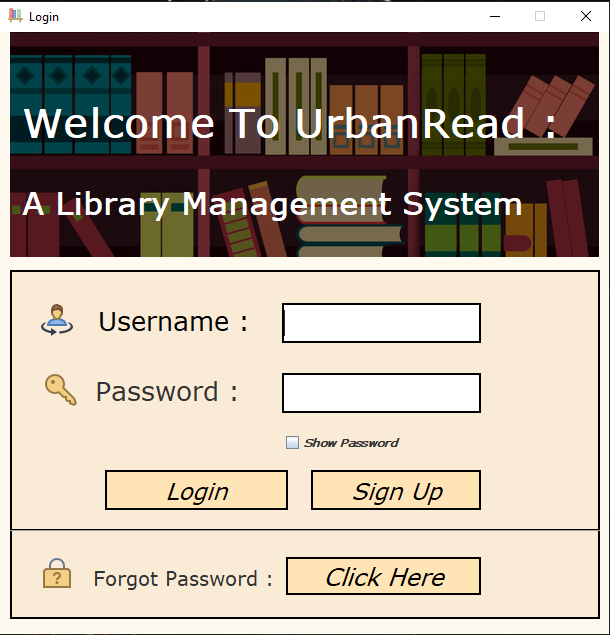 Login
Welcome To UrbanRead :
A Library Management System
Username :
Password :
Show Password
Login Sign Up
Forgot Password : Click Here